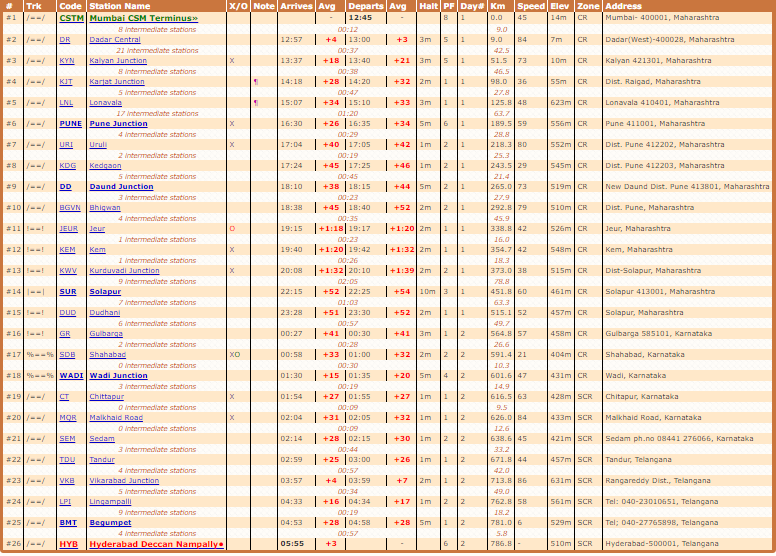 # Trk Code Station Name X/O Note Arrives Avg Departs Avg Halt PF Day# Km Speed Elev Zone Address
#1 /==/ CSTM Mumbai CSM Terminus» - 12:45 - 8 1 0.0 45 14m CR Mumbai- 400001, Maharashtra
8 intermediate stations 00:12 9.0
#2 /==/ DR Dadar Central 12:57 +4 13:00 +3 3m 5 1 9.0 84 7m CR Dadar(West)-400028, Maharashtra
21 intermediate stations 00:37 42.5
#3 /==/ KYN Kalyan Junction X 13:37 +18 13:40 +21 3m 5 1 51.5 73 10m CR Kalyan 421301, Maharashtra
8 intermediate stations 00:38 46.5
#4 /==/ KJT Karjat Junction ¶ 14:18 +28 14:20 +32 2m 1 1 98.0 36 55m CR Dist. Raigad, Maharashtra
5 intermediate stations 00:47 27.8
#5 /==/ LNL Lonavala ¶ 15:07 +34 15:10 +33 3m 1 1 125.8 48 623m CR Lonavala 410401, Maharashtra
17 intermediate stations 01:20 63.7
#6 /==/ PUNE Pune Junction X 16:30 +26 16:35 +34 5m 6 1 189.5 59 556m CR Pune 411001, Maharashtra
4 intermediate stations 00:29 28.8
#7 /==/ URI Uruli X 17:04 +40 17:05 +42 1m 2 1 218.3 80 552m CR Dist. Pune 412202, Maharashtra
2 intermediate stations 00:19 25.3
#8 /==/ KDG Kedgaon 17:24 +45 17:25 +46 1m 2 1 243.5 29 545m CR Dist. Pune 412203, Maharashtra
5 intermediate stations 00:45 21.4
#9 /==/ DD Daund Junction 18:10 +38 18:15 +44 5m 2 1 265.0 73 519m CR New Daund Dist. Pune 413801, Maharashtra
3 intermediate stations 00:23 27.9
#10 /==/ BGVN Bhigwan 18:38 +45 18:40 +52 2m 2 1 292.8 79 510m CR Dist. Pune, Maharashtra
4 intermediate stations 00:35 45.9
#11 !==! JEUR Jeur O 19:15 +1:18 19:17 +1:20 2m 1 1 338.8 42 526m CR Jeur, Maharashtra
1 intermediate stations 00:23 16.0
#12 !==! KEM Kem X 19:40 +1:20 19:42 +1:32 2m 1 1 354.7 42 548m CR Kem, Maharashtra
1 intermediate stations 00:26 18.3
#13 !==! KWV Kurduvadi Junction X 20:08 +1:32 20:10 +1:39 2m 2 1 373.0 38 515m CR Dist-Solapur, Maharashtra
9 intermediate stations 02:05 78.8
#14 !==| SUR Solapur 22:15 +52 22:25 +54 10m 3 1 451.8 60 461m CR Solapur 413001, Maharashtra
7 intermediate stations 01:03 63.3
#15 !==! DUD Dudhani 23:28 +51 23:30 +52 2m 1 1 515.1 52 457m CR Solapur, Maharashtra
6 intermediate stations 00:57 49.7
#16 !==! GR Gulbarga 00:27 +41 00:30 +41 3m 1 2 564.8 57 458m CR Gulbarga 585101, Karnataka
2 intermediate stations 00:28 26.6
#17 %==% SDB Shahabad XO 00:58 +33 01:00 +32 2m 2 2 591.4 21 404m CR Shahabad, Karnataka
0 intermediate stations 00:30 10.3
#18 %==% WADI Wadi Junction 01:30 +15 01:35 +20 5m 4 2 601.6 47 431m CR Wadi, Karnataka
3 intermediate stations 00:19 14.9
#19 /==/ CT Chittapur X 01:54 +27 01:55 +27 1m 1 2 616.5 63 428m SCR Chitapur, Karnataka
0 intermediate stations 00:09 9.5
#20 /==/ MQR Malkhaid Road X 02:04 +31 02:05 +32 1m 1 2 626.0 84 433m SCR Malkhaid Road, Karnataka
0 intermediate stations 00:09 12.6
#21 /==/ SEM Sedam 02:14 +28 02:15 +30 1m 2 2 638.6 45 421m SCR Sedam ph.no 08441 276066, Karnatak
3 intermediate stations 00:44 33.2
#22 /==/ TDU Tandur 02:59 +25 03:00 +26 1m 1 2 671.8 44 457m SCR Tandur, Telangana
4 intermediate stations 00:57 42.0
#23 /==/ VKB Vikarabad Junction 03:57 +4 03:59 +7 2m 1 2 713.8 86 631m SCR Rangareddy Dist., Telangana
5 intermediate stations 00:34 49.0
#24 /==/ LPI Lingampalli 04:33 +16 04:34 +17 1m 2 2 762.8 58 561m SCR Tel: 040-23010651, Telangana
9 intermediate stations 00:19 18.2
#25 /==/ BMT Begumpet 04:53 +28 04:58 +28 5m 1 2 781.0 6 529m SCR Tel; 040-27765898, Telangana
4 intermediate stations 00:57 5.8
#26 HYB Hyderabad Deccan Nampally● 05:55 +3 - 6 2 786.8 - 510m SCR Hyderabad-500001, Telangana